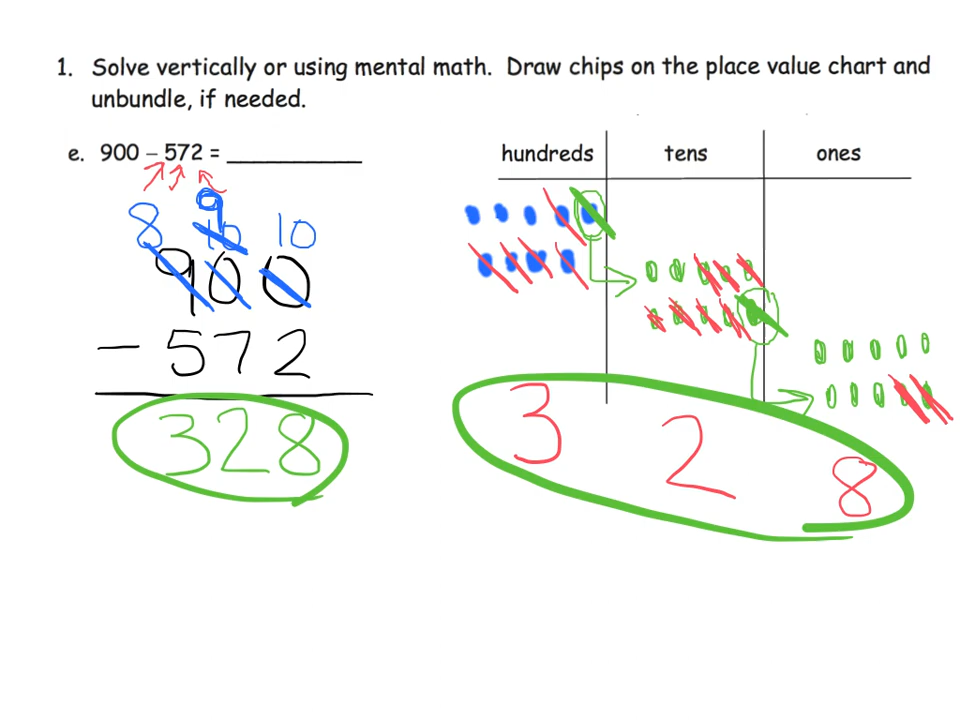 1. Solve vertically or using mental math. Draw chips on the place value chart and
unbundle, if needed.
e. 900 – 572 = ____________
hundreds tens ones
9
8 10 10
900
– 572
328
3 2 8